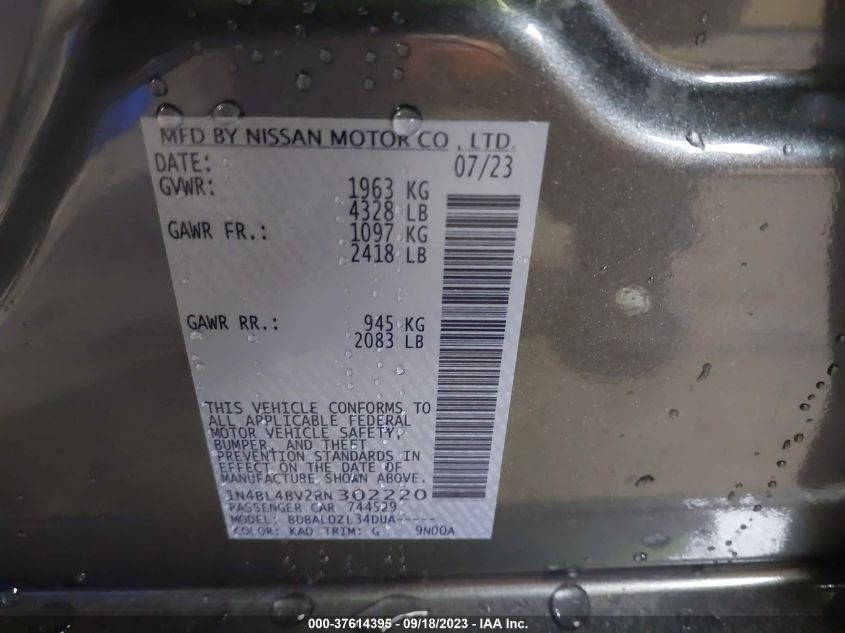 MFD BY NISSAN MOTOR CO , LTD.
DATE: 07/23
GVWR: 1963 KG
4328 LB
GAWR FR.: 1097 KG
2418 LB
GAWR RR.: 945 KG
2083 LB
THIS VEHICLE CONFORMS TO
ALL APPLICABLE FEDERAL
MOTOR VEHICLE SAFETY,
BUMPER, AND THEFT
PREVENTION STANDARDS IN
EFFECT ON THE DATE OF
MANUFACTURE SHOWN ABOVE.
1N4BL4BV2RN302220
PASSENGER CAR 744529
MODEL: BDBALDZL34DUA-----
COLOR: KAD TRIM: G 9N00A
000-37614395 - 09/18/2023 - IAA Inc.